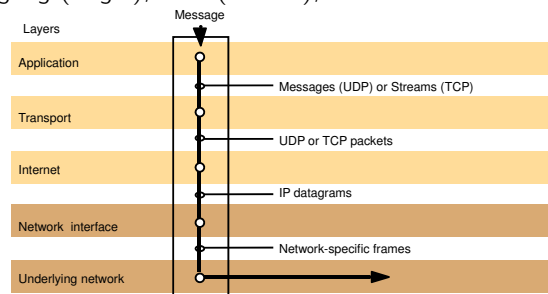 Message
Layers
Application
Messages (UDP) or Streams (TCP)
Transport
UDP or TCP packets
Internet
IP datagrams
Network interface
Network-specific frames
Underlying network